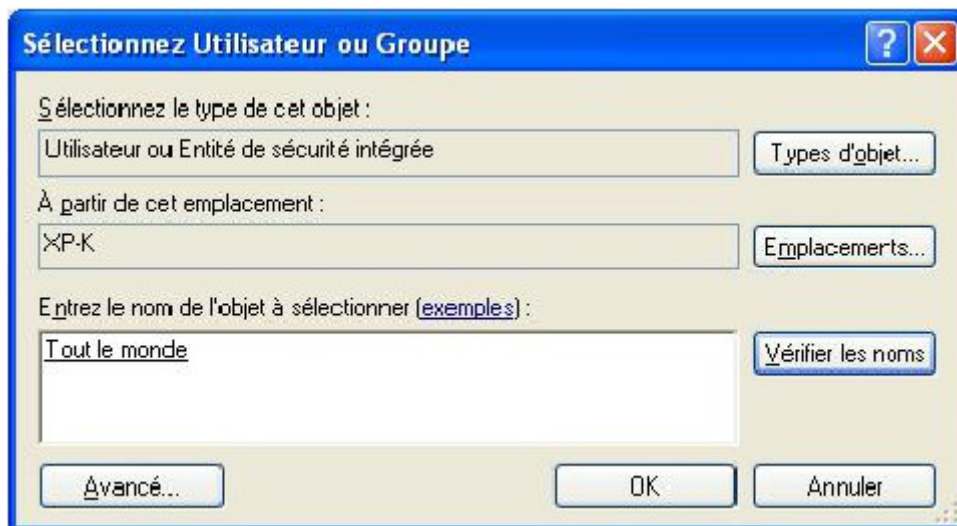 Sélectionnez Utilisateur ou Groupe
Sélectionnez le type de cet objet :
Utilisateur ou Entité de sécurité intégrée
Types d'objet...
À partir de cet emplacement :
XP-K
Emplacements...
Entrez le nom de l'objet à sélectionner (exemples) :
Tout le monde
Vérifier les noms
Avancé...
OK
Annuler